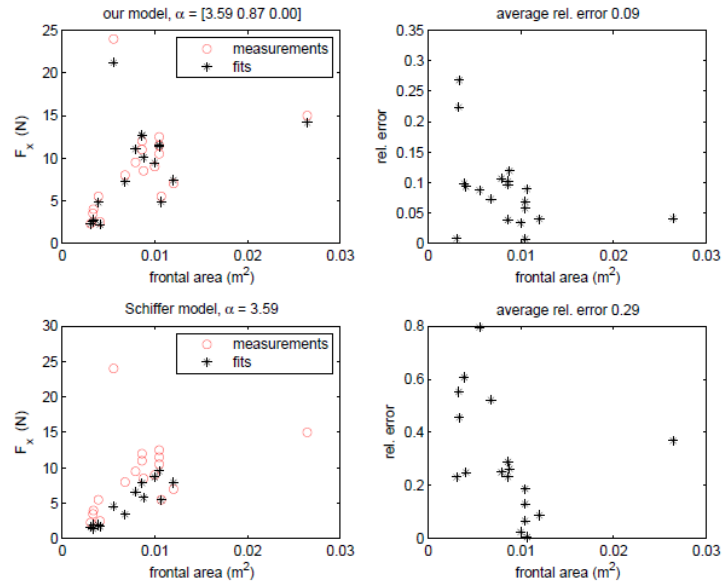 our model, α = [3.59 0.87 0.00]
25
20
15
10
5
0
F_x (N)
measurements
fits
0 0.01 0.02 0.03
frontal area (m²)
average rel. error 0.09
0.35
0.3
0.25
0.2
0.15
0.1
0.05
0
rel. error
0 0.01 0.02 0.03
frontal area (m²)
Schiffer model, α = 3.59
30
25
20
15
10
5
0
F_x (N)
measurements
fits
0 0.01 0.02 0.03
frontal area (m²)
average rel. error 0.29
0.8
0.6
0.4
0.2
0
rel. error
0 0.01 0.02 0.03
frontal area (m²)